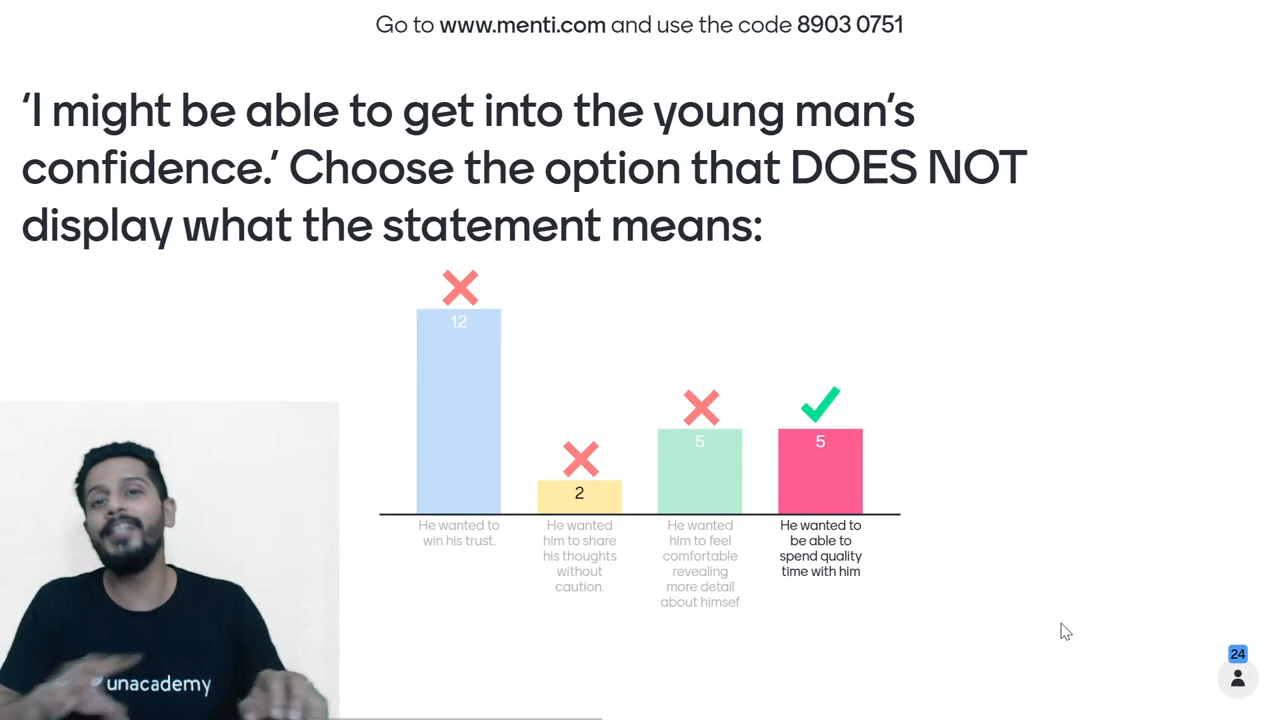 Go to www.menti.com and use the code 8903 0751
‘I might be able to get into the young man’s
confidence.’ Choose the option that DOES NOT
display what the statement means:
12
2
5
5
He wanted to
win his trust.
He wanted
him to share
his thoughts
without
caution.
He wanted
him to feel
comfortable
revealing
more detail
about himsef
He wanted to
be able to
spend quality
time with him
unacademy
24